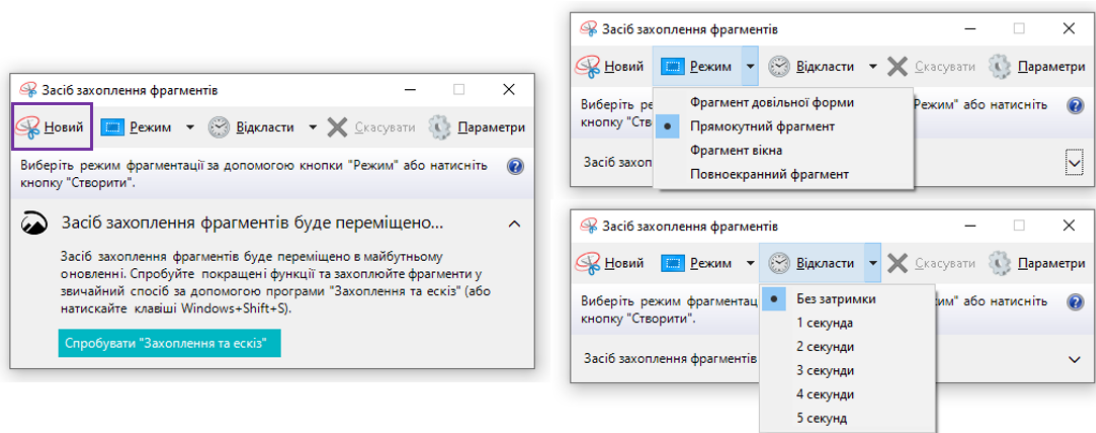 Засіб захоплення фрагментів
Новий Режим Відкласти Скасувати Параметри
Виберіть режим фрагментації за допомогою кнопки "Режим" або натисніть
кнопку "Створити".
Засіб захоплення фрагментів буде переміщено...
Засіб захоплення фрагментів буде переміщено в майбутньому
оновленні. Спробуйте покращені функції та захоплюйте фрагменти у
звичайний спосіб за допомогою програми "Захоплення та ескіз" (або
натискайте клавіші Windows+Shift+S).
Спробувати "Захоплення та ескіз"
Засіб захоплення фрагментів
Новий Режим Відкласти Скасувати Параметри
Виберіть ре Режим" або натисніть
кнопку "Ств
Фрагмент довільної форми
Прямокутний фрагмент
Фрагмент вікна
Повноекранний фрагмент
Засіб захоп
Засіб захоплення фрагментів
Новий Режим Відкласти Скасувати Параметри
Виберіть режим фрагментац им" або натисніть
кнопку "Створити".
Засіб захоплення фрагментів
Без затримки
1 секунда
2 секунди
3 секунди
4 секунди
5 секунд